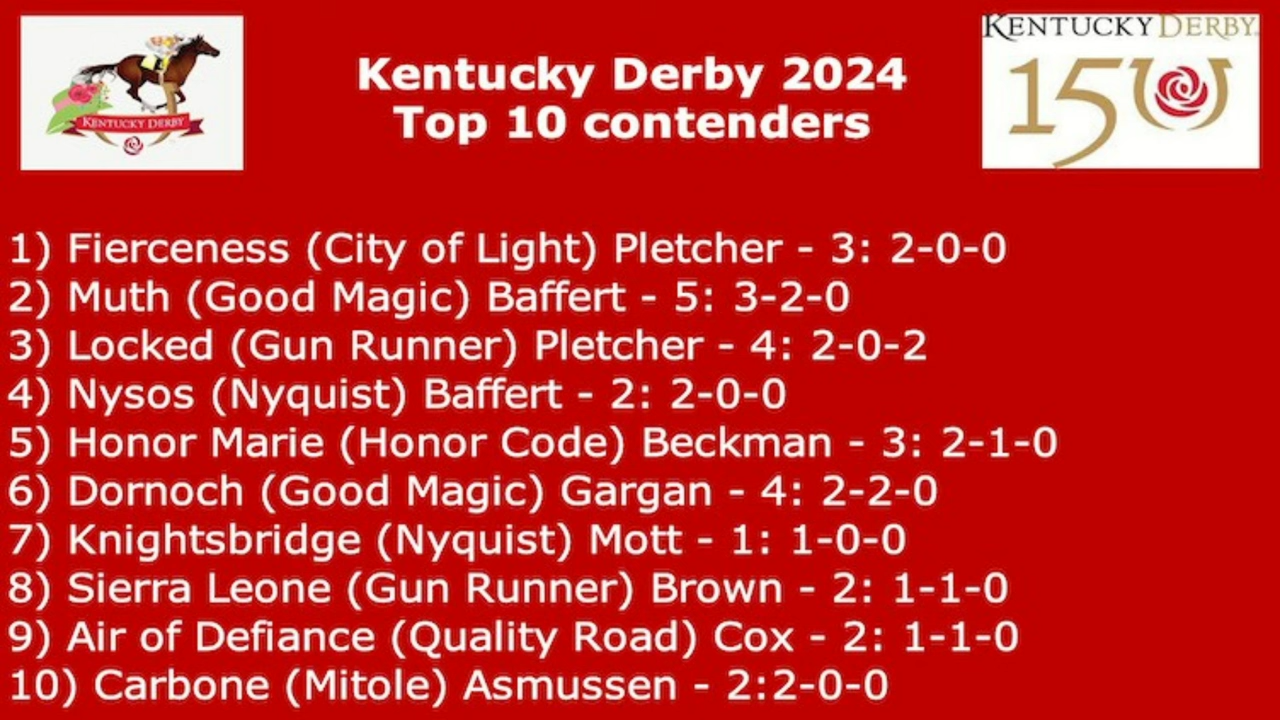 KENTUCKY DERBY
KENTUCKY DERBY
150
Kentucky Derby 2024
Top 10 contenders
1) Fierceness (City of Light) Pletcher - 3: 2-0-0
2) Muth (Good Magic) Baffert - 5: 3-2-0
3) Locked (Gun Runner) Pletcher - 4: 2-0-2
4) Nysos (Nyquist) Baffert - 2: 2-0-0
5) Honor Marie (Honor Code) Beckman - 3: 2-1-0
6) Dornoch (Good Magic) Gargan - 4: 2-2-0
7) Knightsbridge (Nyquist) Mott - 1: 1-0-0
8) Sierra Leone (Gun Runner) Brown - 2: 1-1-0
9) Air of Defiance (Quality Road) Cox - 2: 1-1-0
10) Carbone (Mitole) Asmussen - 2:2-0-0